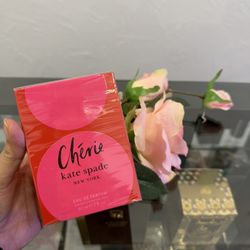 Chérie
kate spade
NEW YORK
EAU DE PARFUM